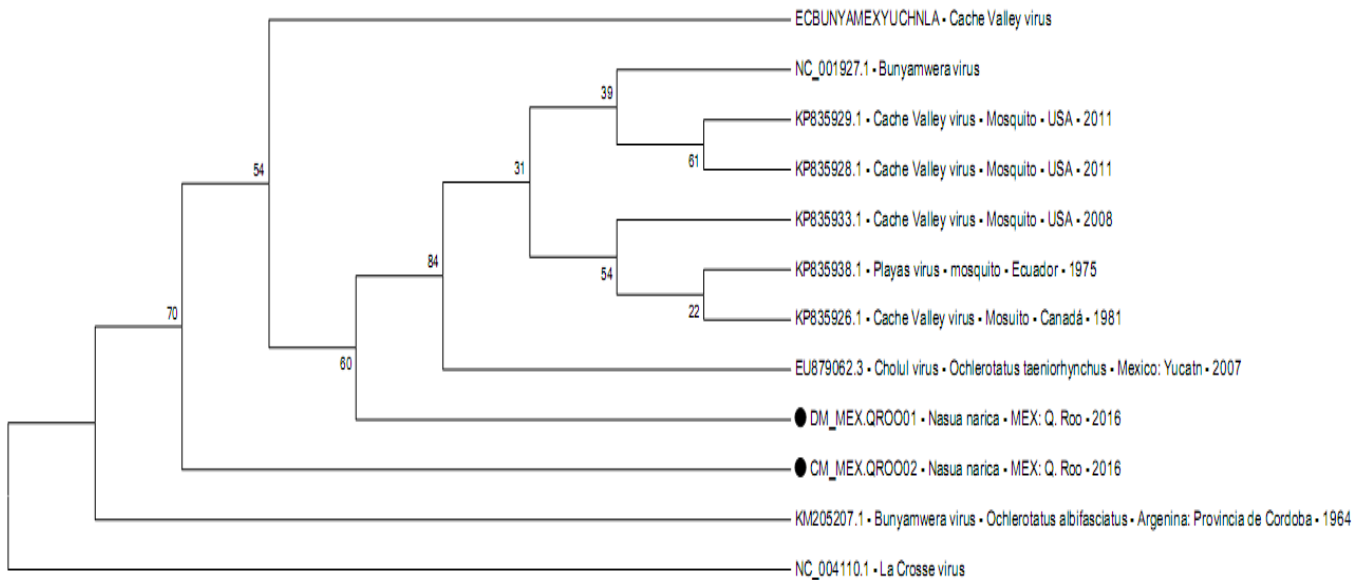 ECBUNYAMEXYUCHNLA - Cache Valley virus
NC_001927.1 - Bunyamwera virus
39
KP835929.1 - Cache Valley virus - Mosquito - USA - 2011
61
KP835928.1 - Cache Valley virus - Mosquito - USA - 2011
54
31
KP835933.1 - Cache Valley virus - Mosquito - USA - 2008
84
54
KP835938.1 - Playas virus - mosquito - Ecuador - 1975
22
KP835926.1 - Cache Valley virus - Mosuito - Canadá - 1981
70
60
EU879062.3 - Cholul virus - Ochlerotatus taeniorhynchus - Mexico: Yucatn - 2007
DM_MEX.QROO01 - Nasua narica - MEX: Q. Roo - 2016
CM_MEX.QROO02 - Nasua narica - MEX: Q. Roo - 2016
KM205207.1 - Bunyamwera virus - Ochlerotatus albifasciatus - Argenina: Provincia de Cordoba - 1964
NC_004110.1 - La Crosse virus